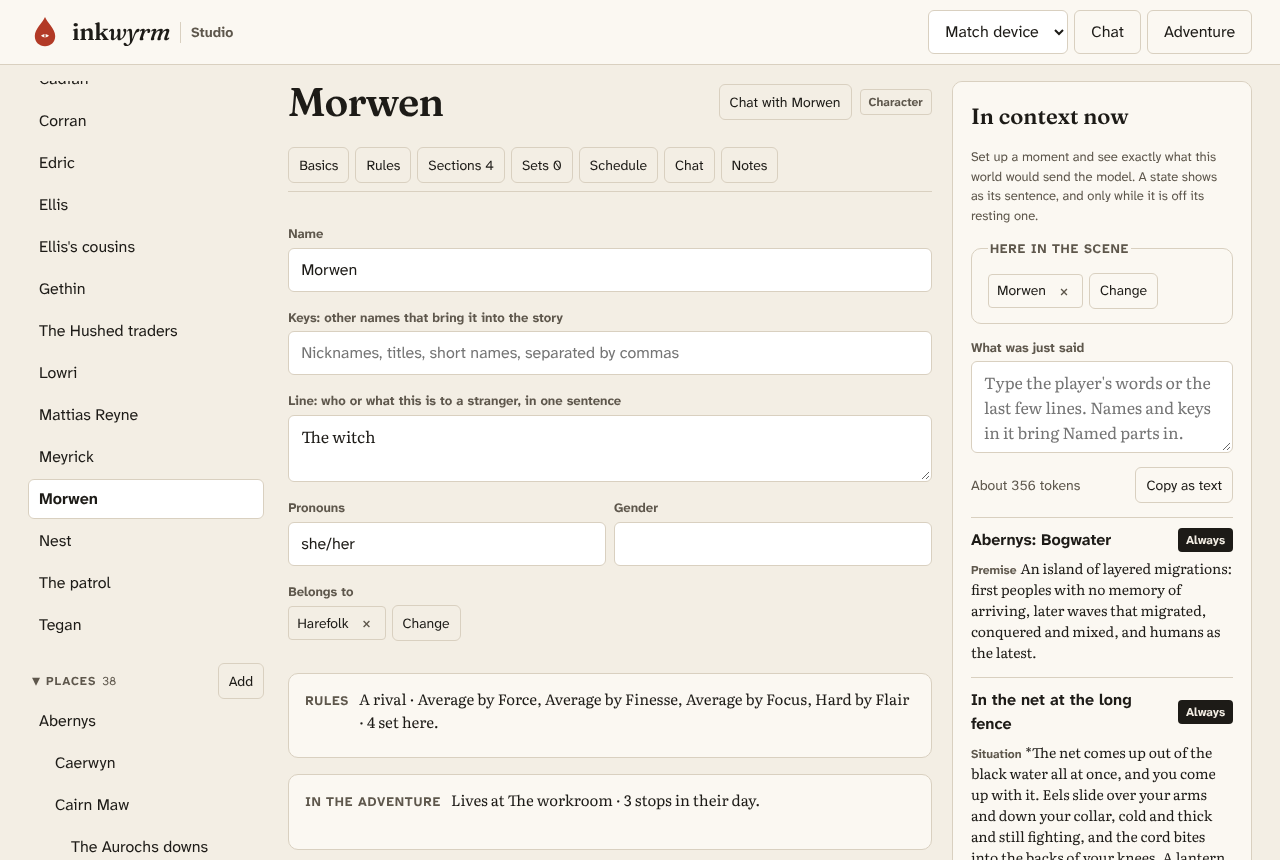 inkwyrm
Studio
Match device
Chat
Adventure
Cadfan
Corran
Edric
Ellis
Ellis's cousins
Gethin
The Hushed traders
Lowri
Mattias Reyne
Meyrick
Morwen
Nest
The patrol
Tegan
▼ PLACES 38
Add
Abernys
Caerwyn
Cairn Maw
The Aurochs downs
Morwen
Chat with Morwen
Character
Basics
Rules
Sections 4
Sets 0
Schedule
Chat
Notes
Name
Morwen
Keys: other names that bring it into the story
Nicknames, titles, short names, separated by commas
Line: who or what this is to a stranger, in one sentence
The witch
Pronouns
Gender
she/her
Belongs to
Harefolk ×
Change
RULES A rival · Average by Force, Average by Finesse, Average by Focus, Hard by Flair
· 4 set here.
IN THE ADVENTURE Lives at The workroom · 3 stops in their day.
In context now
Set up a moment and see exactly what this
world would send the model. A state shows
as its sentence, and only while it is off its
resting one.
HERE IN THE SCENE
Morwen ×
Change
What was just said
Type the player's words or the
last few lines. Names and keys
in it bring Named parts in.
About 356 tokens
Copy as text
Abernys: Bogwater
Always
Premise An island of layered migrations:
first peoples with no memory of
arriving, later waves that migrated,
conquered and mixed, and humans as
the latest.
In the net at the long
fence
Always
Situation *The net comes up out of the
black water all at once, and you come
up with it. Eels slide over your arms
and down your collar, cold and thick
and still fighting, and the cord bites
into the backs of your knees. A lantern